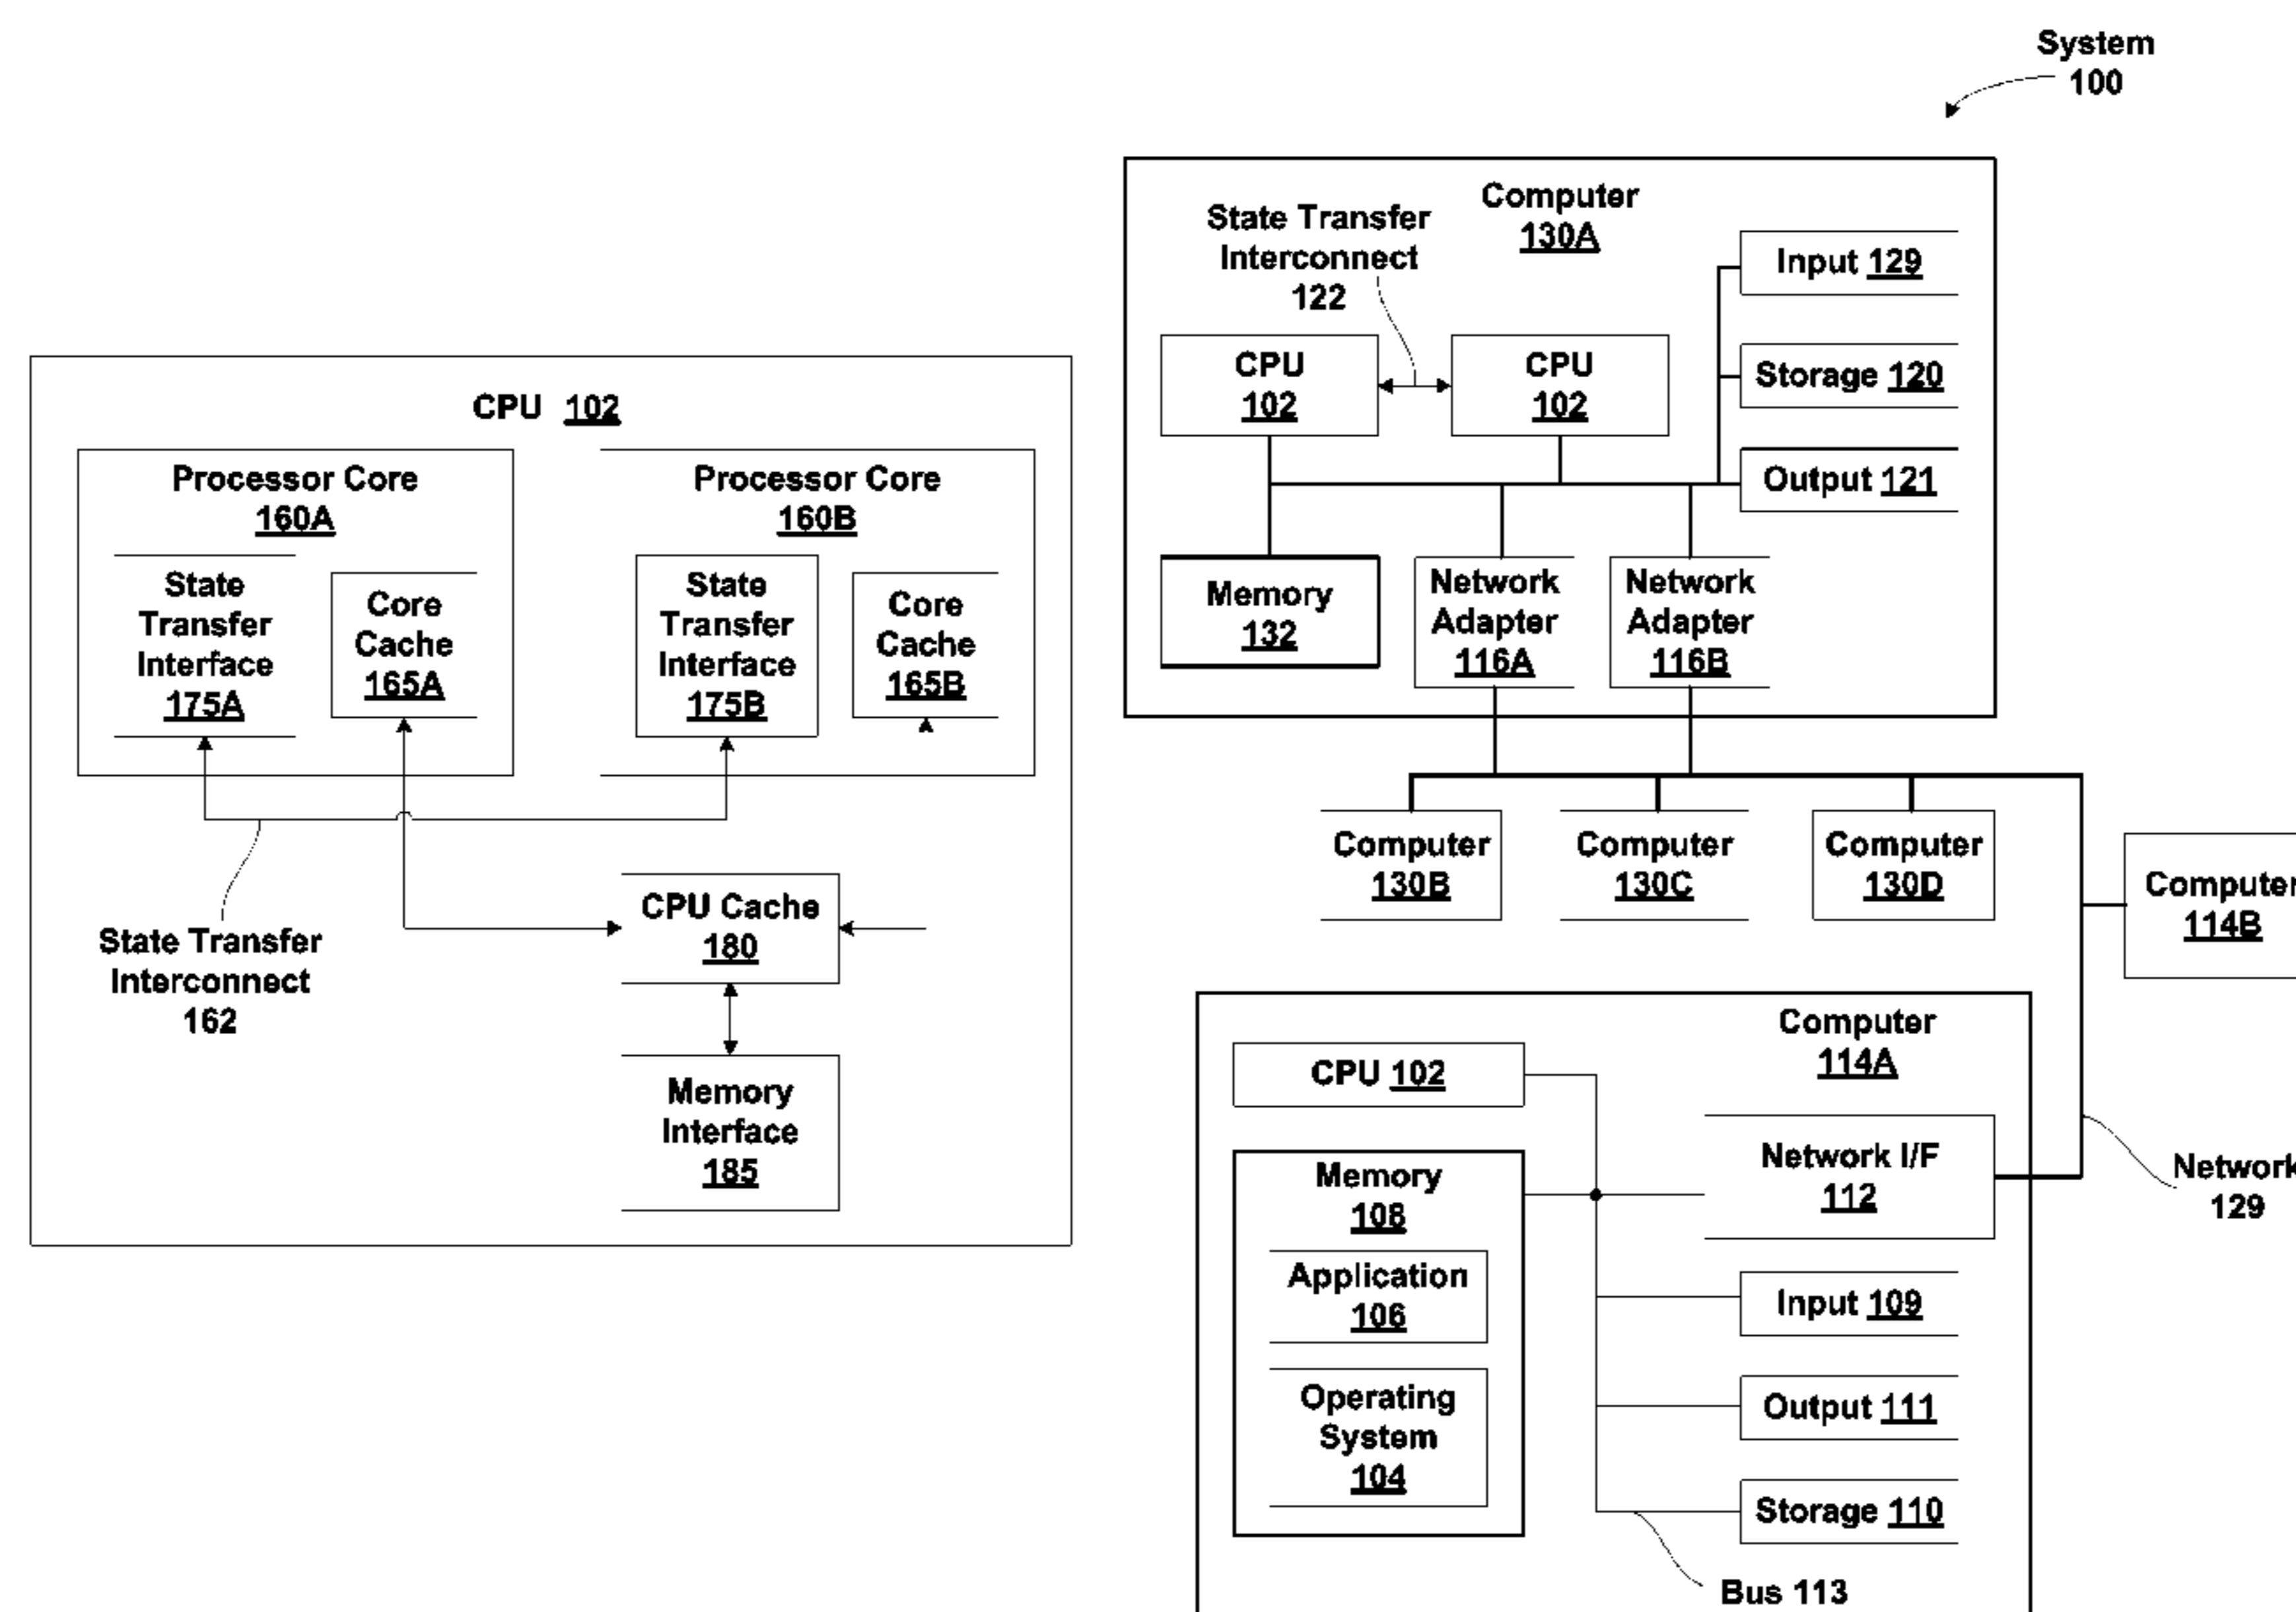 System
100
CPU 102
Processor Core
160A
State
Transfer
Interface
175A
Core
Cache
165A
Processor Core
160B
State
Transfer
Interface
175B
Core
Cache
165B
State Transfer
Interconnect
162
CPU Cache
180
Memory
Interface
185
Computer
130A
State Transfer
Interconnect
122
CPU
102
CPU
102
Input 129
Storage 120
Output 121
Memory
132
Network
Adapter
116A
Network
Adapter
116B
Computer
130B
Computer
130C
Computer
130D
Computer
114B
Computer
114A
CPU 102
Memory
108
Application
106
Operating
System
104
Network I/F
112
Input 109
Output 111
Storage 110
Bus 113
Network
129